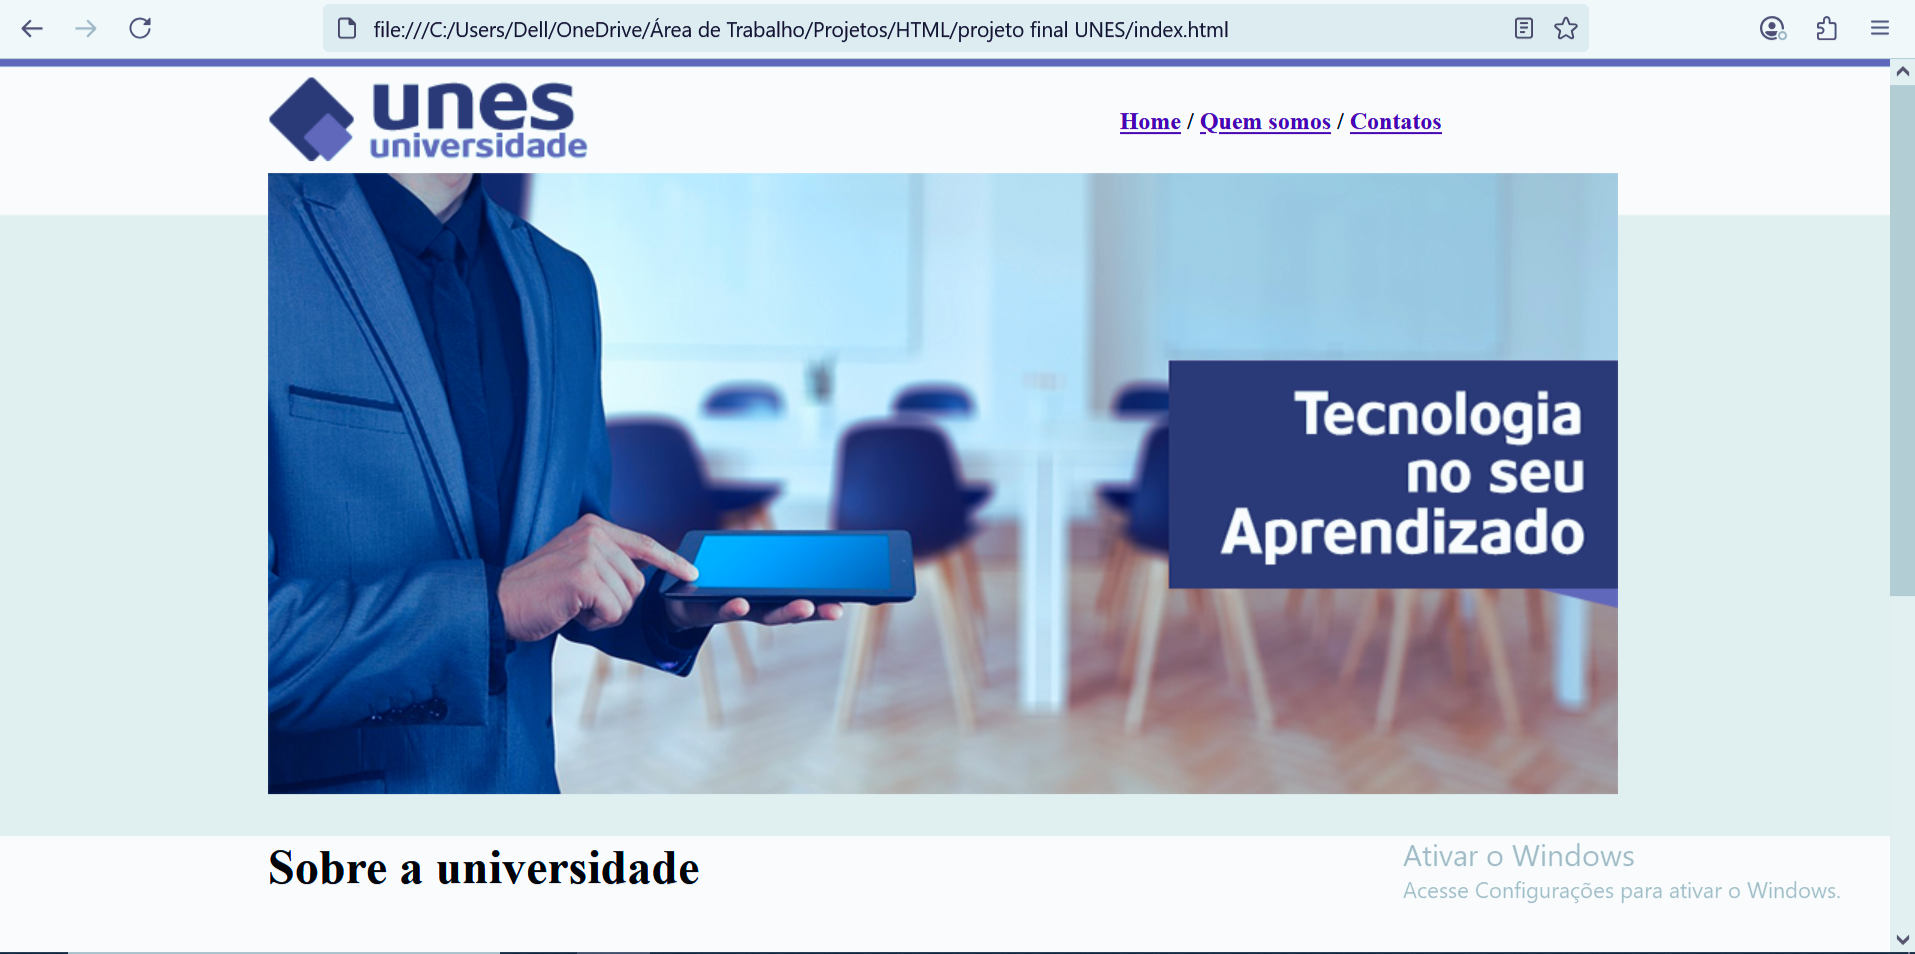 file:///C:/Users/Dell/OneDrive/Área de Trabalho/Projetos/HTML/projeto final UNES/index.html
unes
universidade
Home / Quem somos / Contatos
Tecnologia
no seu
Aprendizado
Sobre a universidade
Ativar o Windows
Acesse Configurações para ativar o Windows.